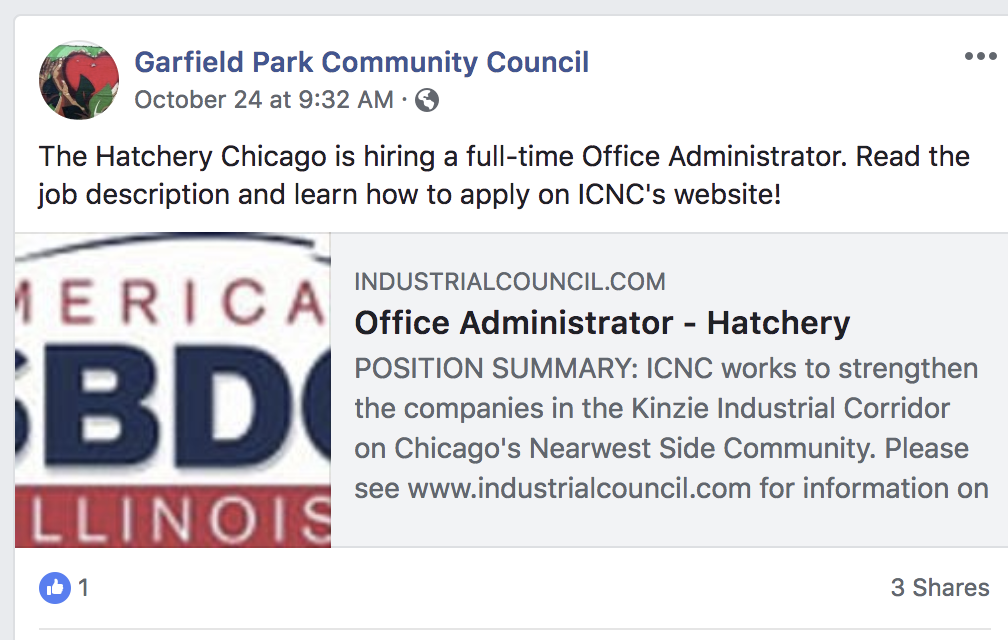 Garfield Park Community Council
October 24 at 9:32 AM ·
The Hatchery Chicago is hiring a full-time Office Administrator. Read the
job description and learn how to apply on ICNC's website!
MERICA
SBDC
ILLINOIS
INDUSTRIALCOUNCIL.COM
Office Administrator - Hatchery
POSITION SUMMARY: ICNC works to strengthen
the companies in the Kinzie Industrial Corridor
on Chicago's Nearwest Side Community. Please
see www.industrialcouncil.com for information on
1
3 Shares